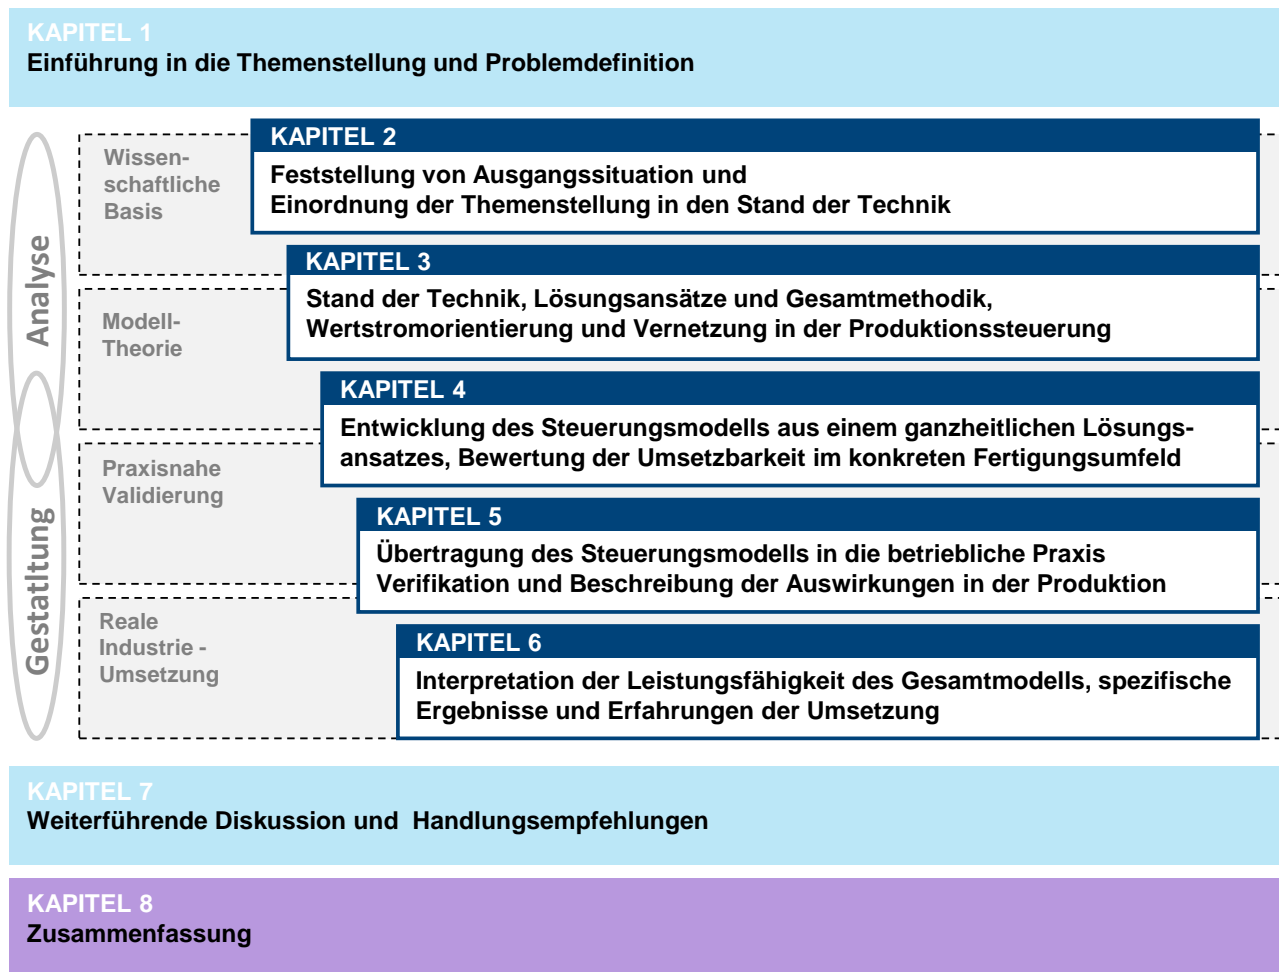 KAPITEL 1
Einführung in die Themenstellung und Problemdefinition
Analyse
Gestatltung
Wissen-
schaftliche
Basis
KAPITEL 2
Feststellung von Ausgangssituation und
Einordnung der Themenstellung in den Stand der Technik
Modell-
Theorie
KAPITEL 3
Stand der Technik, Lösungsansätze und Gesamtmethodik,
Wertstromorientierung und Vernetzung in der Produktionssteuerung
KAPITEL 4
Entwicklung des Steuerungsmodells aus einem ganzheitlichen Lösungs-
ansatzes, Bewertung der Umsetzbarkeit im konkreten Fertigungsumfeld
Praxisnahe
Validierung
KAPITEL 5
Übertragung des Steuerungsmodells in die betriebliche Praxis
Verifikation und Beschreibung der Auswirkungen in der Produktion
Reale
Industrie -
Umsetzung
KAPITEL 6
Interpretation der Leistungsfähigkeit des Gesamtmodells, spezifische
Ergebnisse und Erfahrungen der Umsetzung
KAPITEL 7
Weiterführende Diskussion und  Handlungsempfehlungen
KAPITEL 8
Zusammenfassung